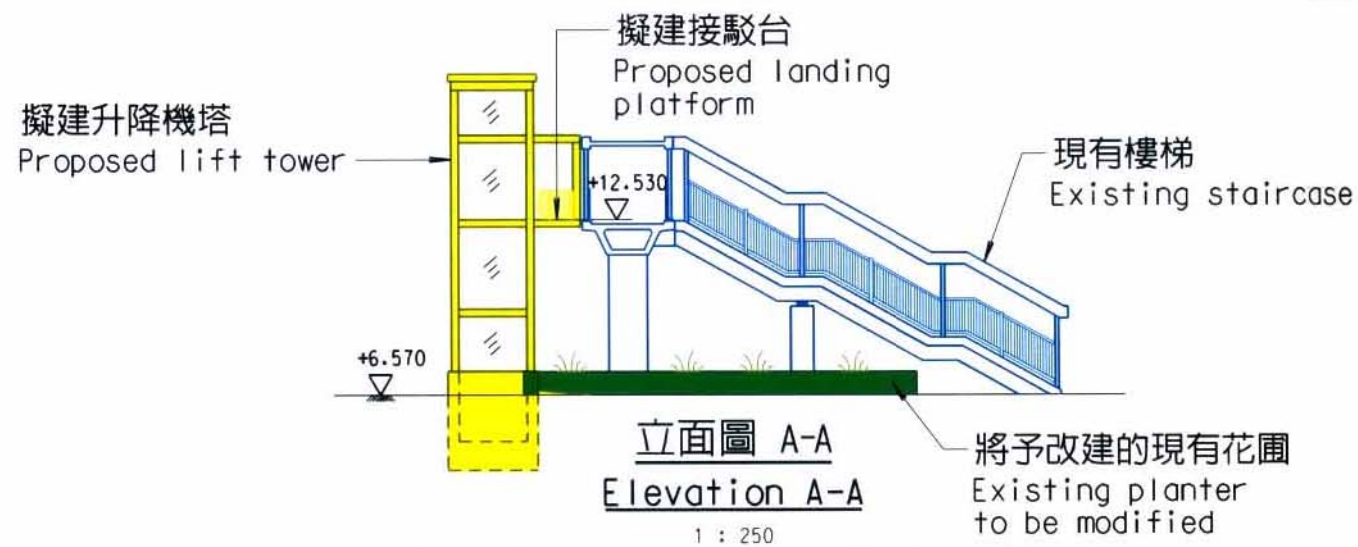 擬建接駁台
Proposed landing
platform
擬建升降機塔
Proposed lift tower
現有樓梯
Existing staircase
+12.530
+6.570
立面圖 A-A
Elevation A-A
1 : 250
將予改建的現有花圃
Existing planter
to be modified